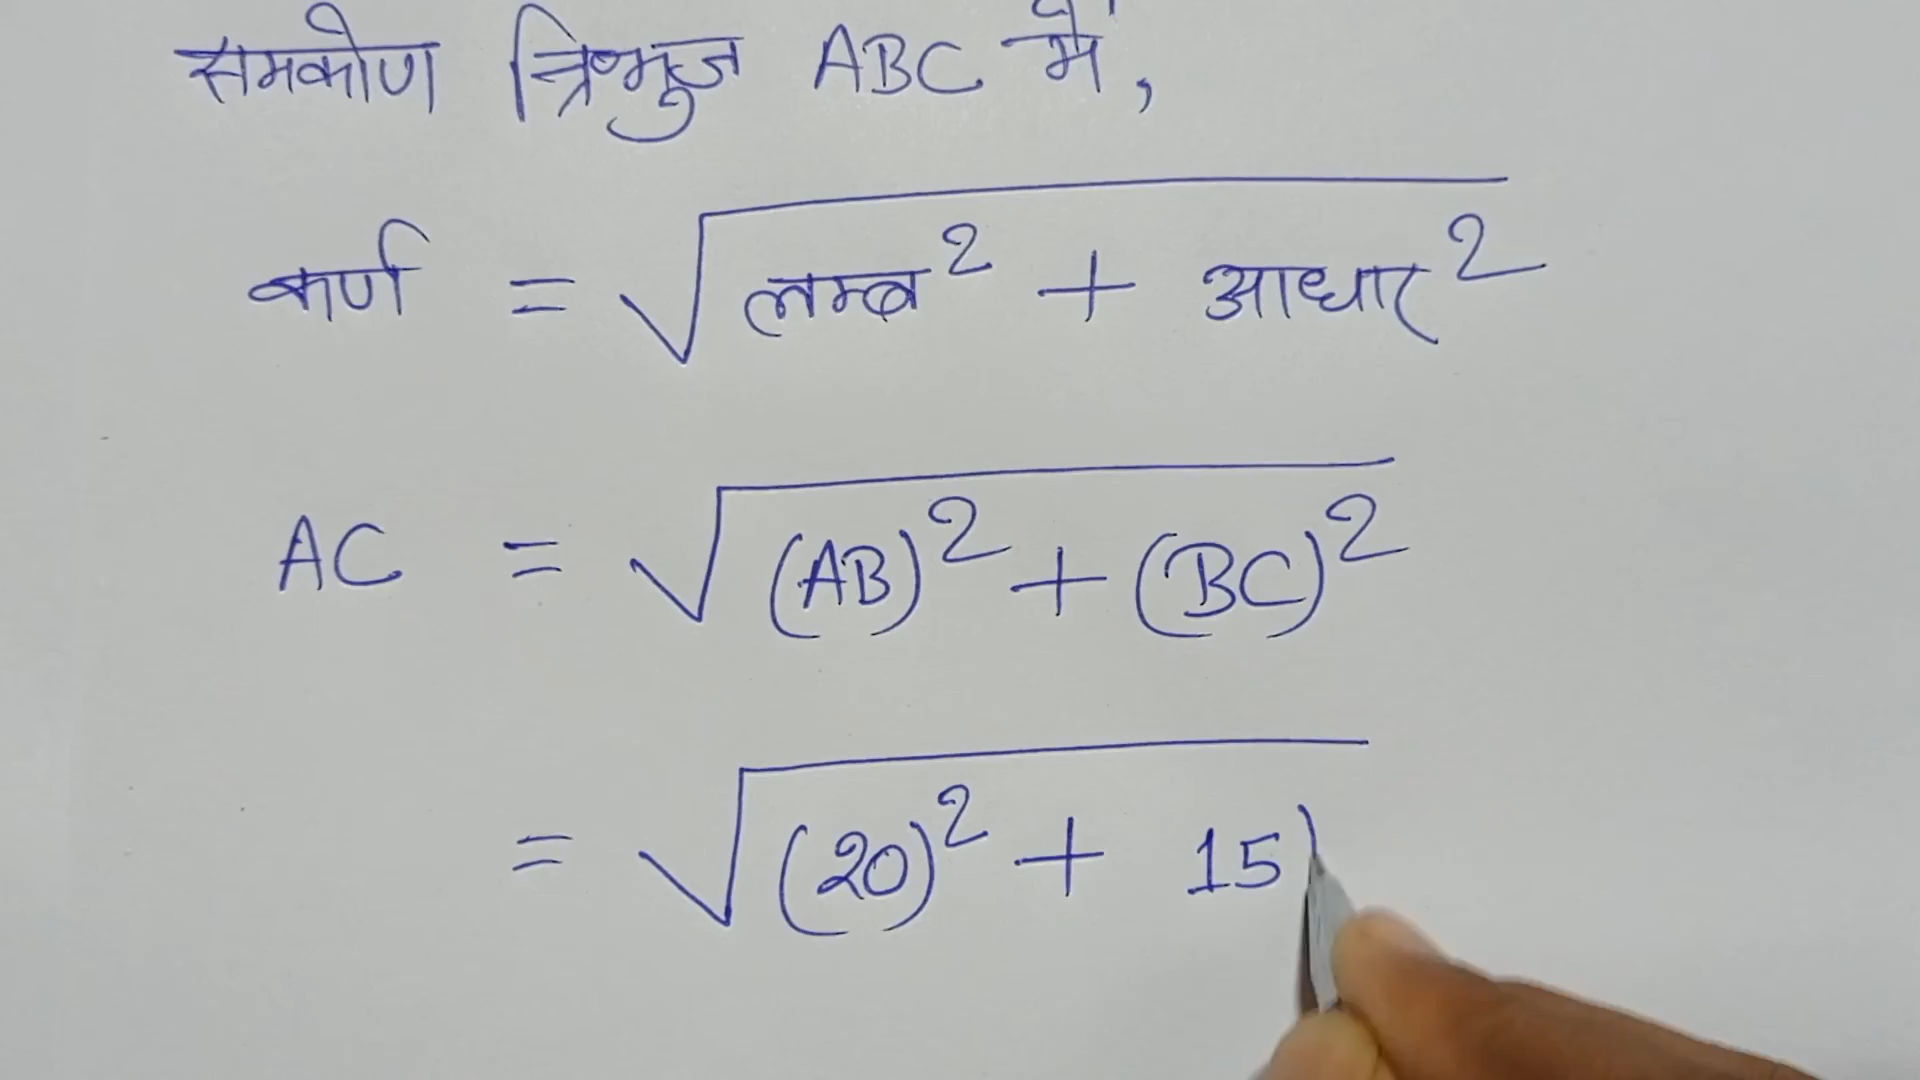 समकोण त्रिभुज ABC में,
कर्ण = √लम्ब² + आधार²
AC = √(AB)² + (BC)²
= √(20)² + 15)